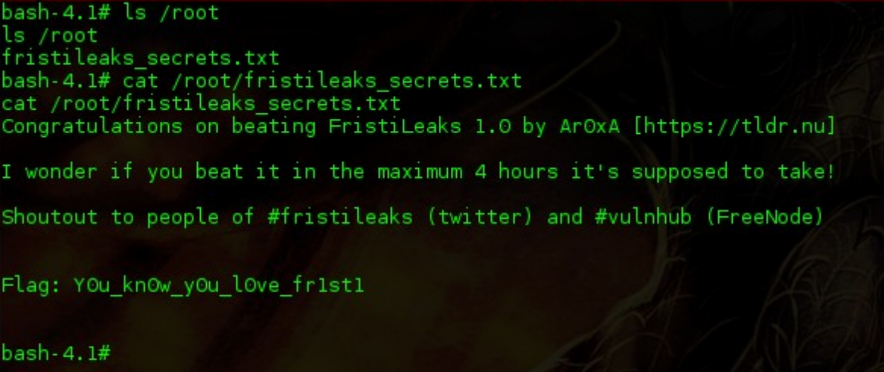 bash-4.1# ls /root
ls /root
fristileaks_secrets.txt
bash-4.1# cat /root/fristileaks_secrets.txt
cat /root/fristileaks_secrets.txt
Congratulations on beating FristiLeaks 1.0 by Ar0xA [https://tldr.nu]
I wonder if you beat it in the maximum 4 hours it's supposed to take!
Shoutout to people of #fristileaks (twitter) and #vulnhub (FreeNode)
Flag: Y0u_kn0w_y0u_l0ve_fr1st1
bash-4.1#